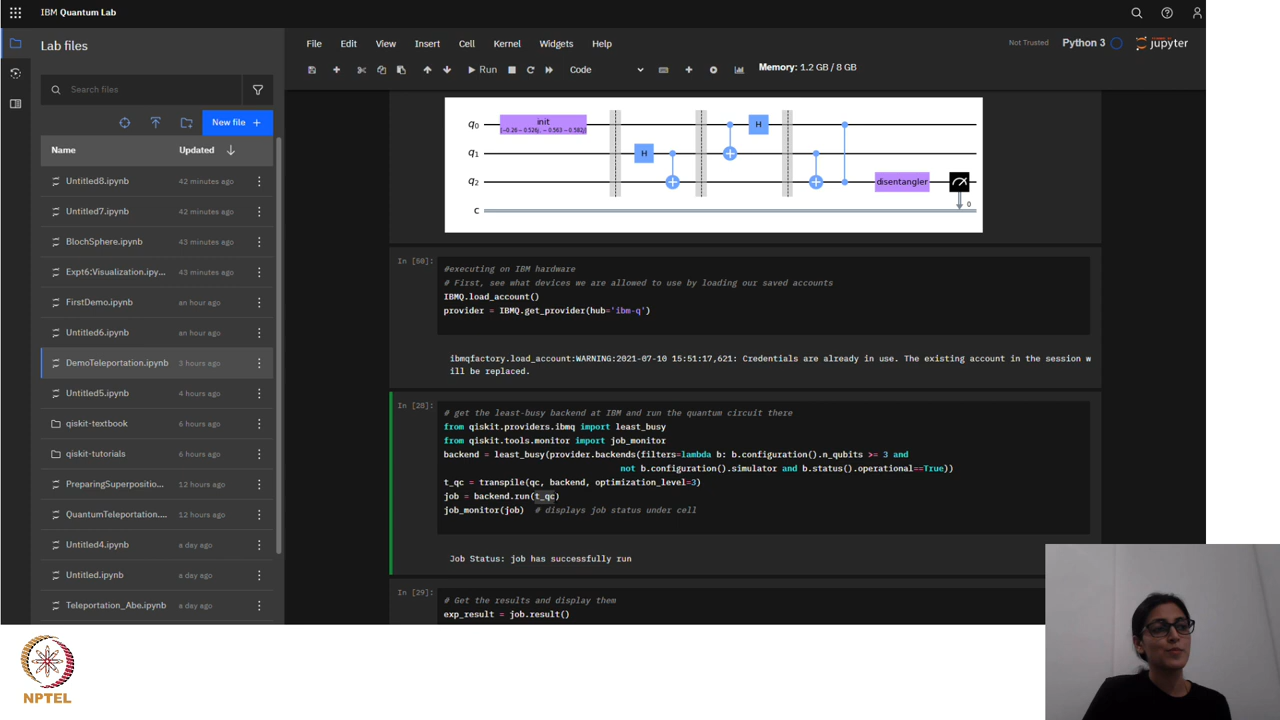 IBM Quantum Lab
Lab files
File Edit View Insert Cell Kernel Widgets Help
Not Trusted Python 3 jupyter
Run Code Memory: 1.2 GB / 8 GB
Search files
New file +
Name Updated
Untitled8.ipynb 42 minutes ago
Untitled7.ipynb 42 minutes ago
BlochSphere.ipynb 43 minutes ago
Expt6:Visualization.ipy... 43 minutes ago
FirstDemo.ipynb an hour ago
Untitled6.ipynb an hour ago
DemoTeleportation.ipynb 3 hours ago
Untitled5.ipynb 4 hours ago
qiskit-textbook 6 hours ago
qiskit-tutorials 6 hours ago
PreparingSuperpositio... 7 hours ago
QuantumTeleportation.... 12 hours ago
Untitled4.ipynb a day ago
Untitled.ipynb a day ago
Teleportation_Abe.ipynb a day ago
q0 init H
[-0.26-0.526j, -0.563-0.582j]
q1 H
q2 disentangler
c 0
In [50]:
#executing on IBM hardware
# First, see what devices we are allowed to use by loading our saved accounts
IBMQ.load_account()
provider = IBMQ.get_provider(hub='ibm-q')
ibmqfactory.load_account:WARNING:2021-07-10 15:51:17,621: Credentials are already in use. The existing account in the session w
ill be replaced.
In [28]:
# get the least-busy backend at IBM and run the quantum circuit there
from qiskit.providers.ibmq import least_busy
from qiskit.tools.monitor import job_monitor
backend = least_busy(provider.backends(filters=lambda b: b.configuration().n_qubits >= 3 and
not b.configuration().simulator and b.status().operational==True))
t_qc = transpile(qc, backend, optimization_level=3)
job = backend.run(t_qc)
job_monitor(job) # displays job status under cell
Job Status: job has successfully run
In [29]:
# Get the results and display them
exp_result = job.result()
NPTEL